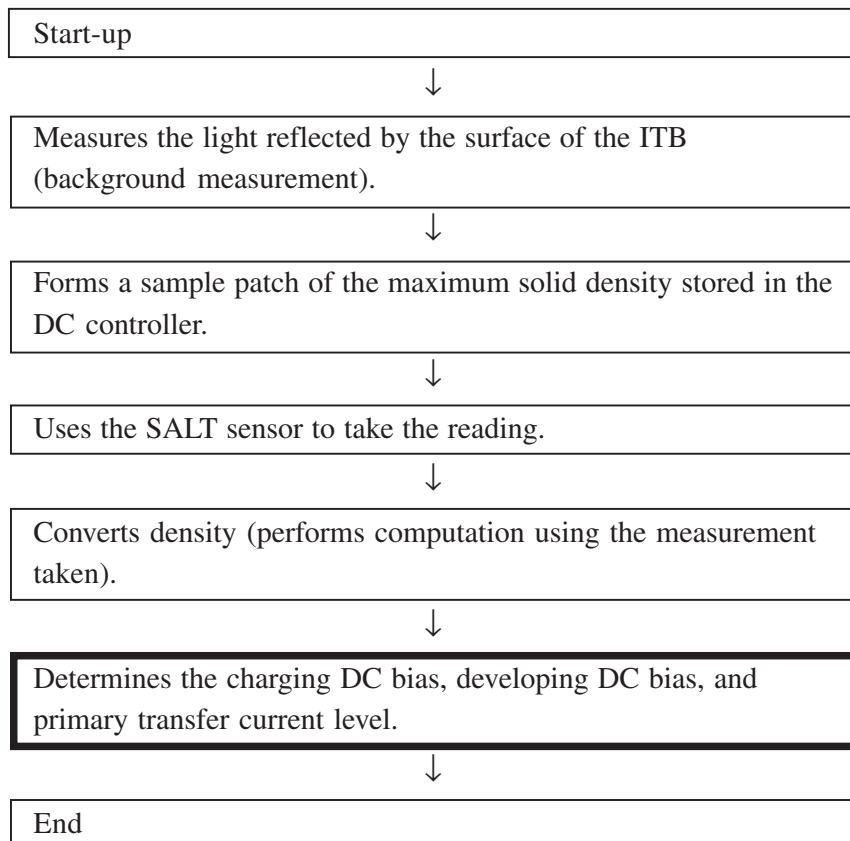 Start-up
↓
Measures the light reflected by the surface of the ITB
(background measurement).
↓
Forms a sample patch of the maximum solid density stored in the
DC controller.
↓
Uses the SALT sensor to take the reading.
↓
Converts density (performs computation using the measurement
taken).
↓
Determines the charging DC bias, developing DC bias, and
primary transfer current level.
↓
End